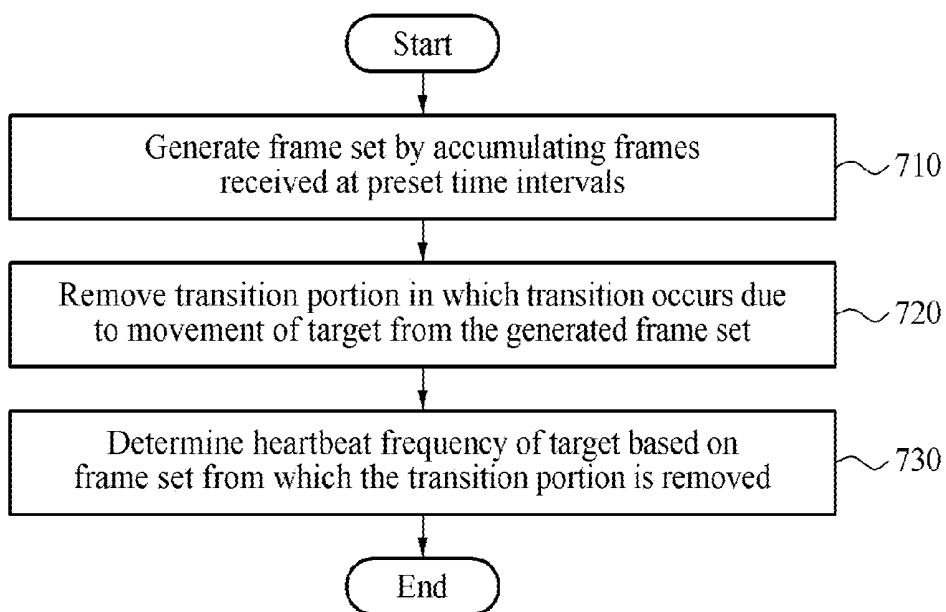 Start
Generate frame set by accumulating frames
received at preset time intervals
710
Remove transition portion in which transition occurs due
to movement of target from the generated frame set
720
Determine heartbeat frequency of target based on
frame set from which the transition portion is removed
730
End